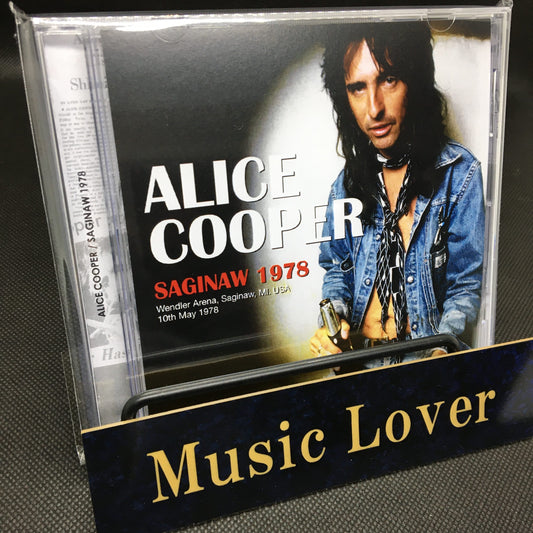 ALICE COOPER / SAGINAW 1978
ALICE
COOPER
SAGINAW 1978
Wendler Arena, Saginaw, MI. USA
10th May 1978
Music Lover